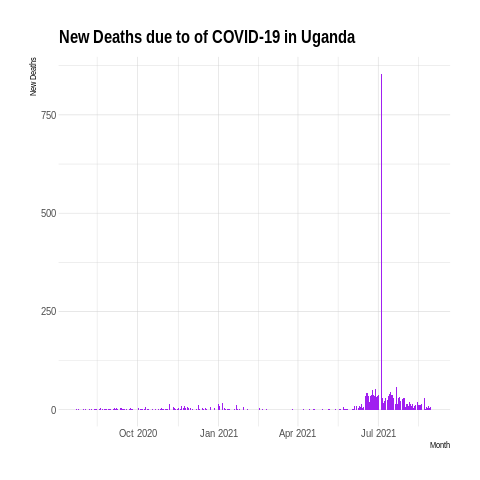 New Deaths due to of COVID-19 in Uganda
New Deaths
750
500
250
0
Oct 2020 Jan 2021 Apr 2021 Jul 2021
Month